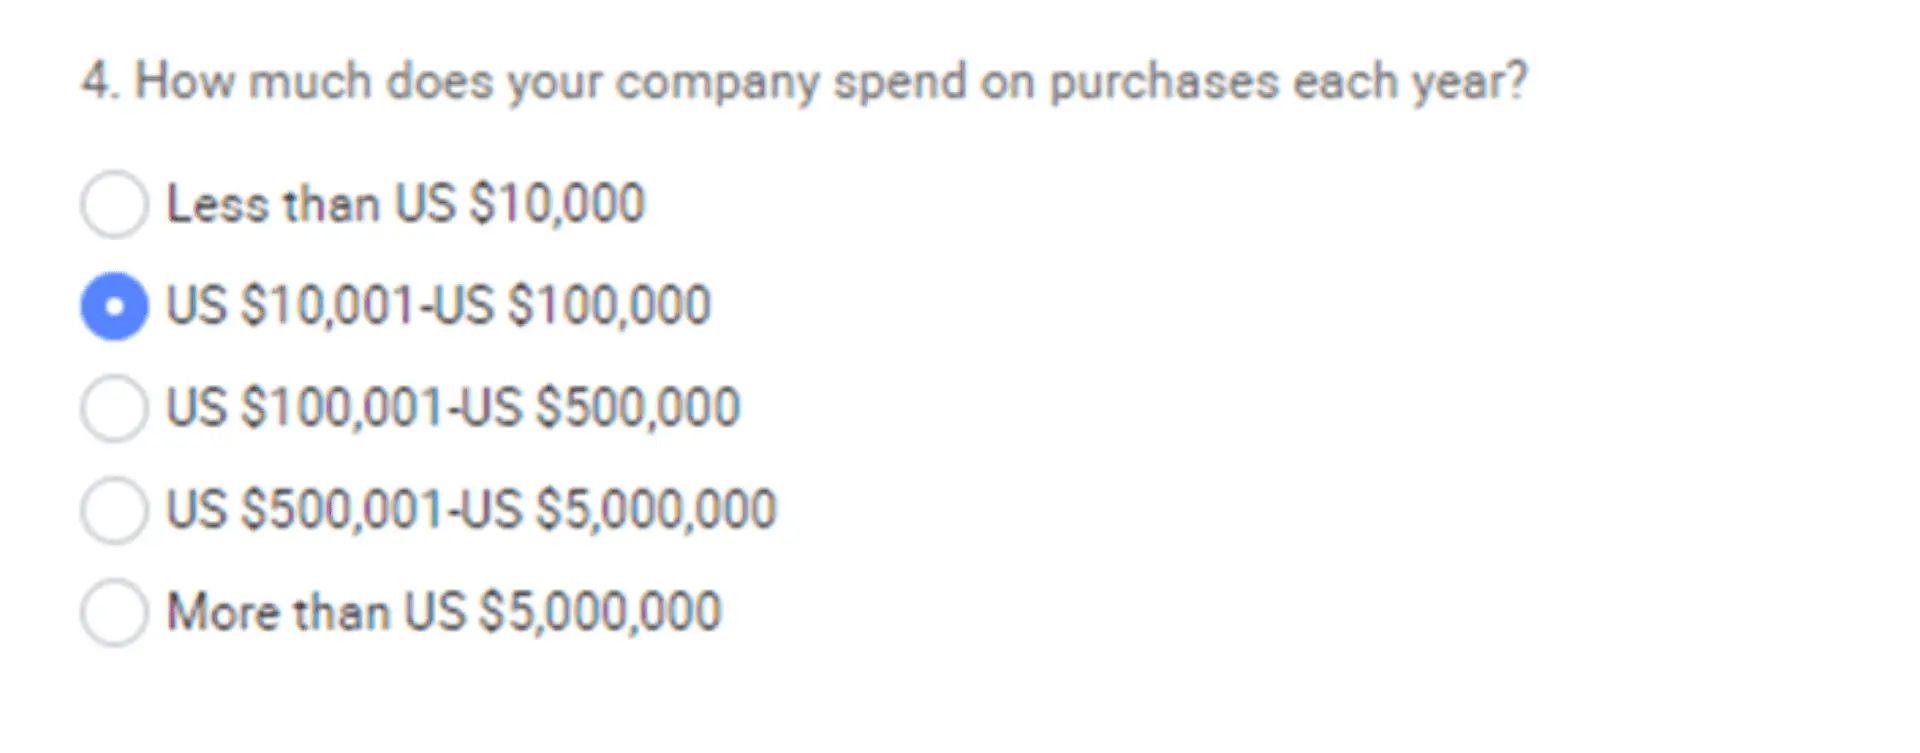 4. How much does your company spend on purchases each year?
Less than US $10,000
US $10,001-US $100,000
US $100,001-US $500,000
US $500,001-US $5,000,000
More than US $5,000,000